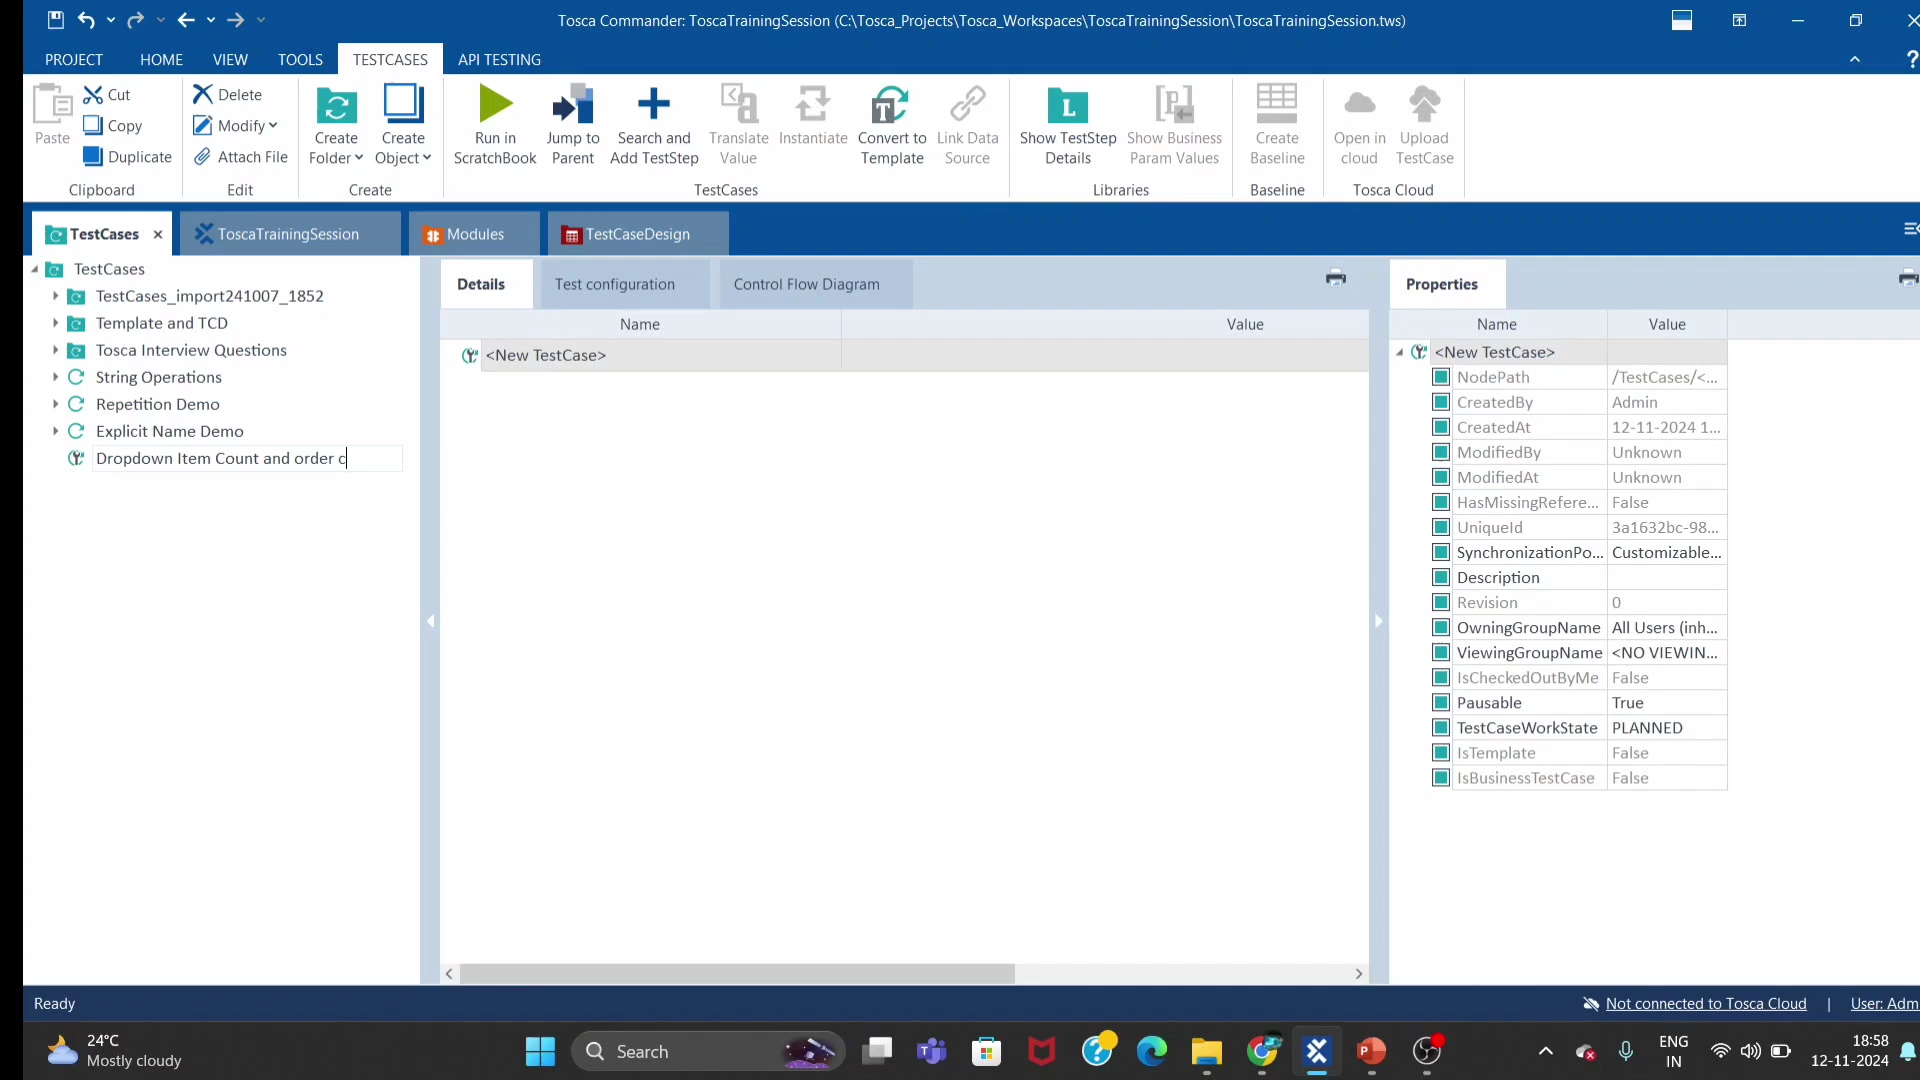 Tosca Commander: ToscaTrainingSession (C:\Tosca_Projects\Tosca_Workspaces\ToscaTrainingSession\ToscaTrainingSession.tws)
PROJECT HOME VIEW TOOLS TESTCASES API TESTING
Paste
Cut
Copy
Duplicate
Clipboard
Delete
Modify
Attach File
Edit
Create Folder
Create Object
Create
Run in ScratchBook
Jump to Parent
Search and Add TestStep
Translate Value
Instantiate
Convert to Template
Link Data Source
TestCases
Show TestStep Details
Show Business Param Values
Libraries
Create Baseline
Baseline
Open in cloud
Upload TestCase
Tosca Cloud
TestCases ToscaTrainingSession Modules TestCaseDesign
TestCases
TestCases_import241007_1852
Template and TCD
Tosca Interview Questions
String Operations
Repetition Demo
Explicit Name Demo
Dropdown Item Count and order c
Details Test configuration Control Flow Diagram
Name Value
<New TestCase>
Properties
Name Value
<New TestCase>
NodePath /TestCases/<...
CreatedBy Admin
CreatedAt 12-11-2024 1...
ModifiedBy Unknown
ModifiedAt Unknown
HasMissingRefere... False
UniqueId 3a1632bc-98...
SynchronizationPo... Customizable...
Description
Revision 0
OwningGroupName All Users (inh...
ViewingGroupName <NO VIEWIN...
IsCheckedOutByMe False
Pausable True
TestCaseWorkState PLANNED
IsTemplate False
IsBusinessTestCase False
Ready
Not connected to Tosca Cloud | User: Adm
24°C
Mostly cloudy
Search
ENG
IN
18:58
12-11-2024